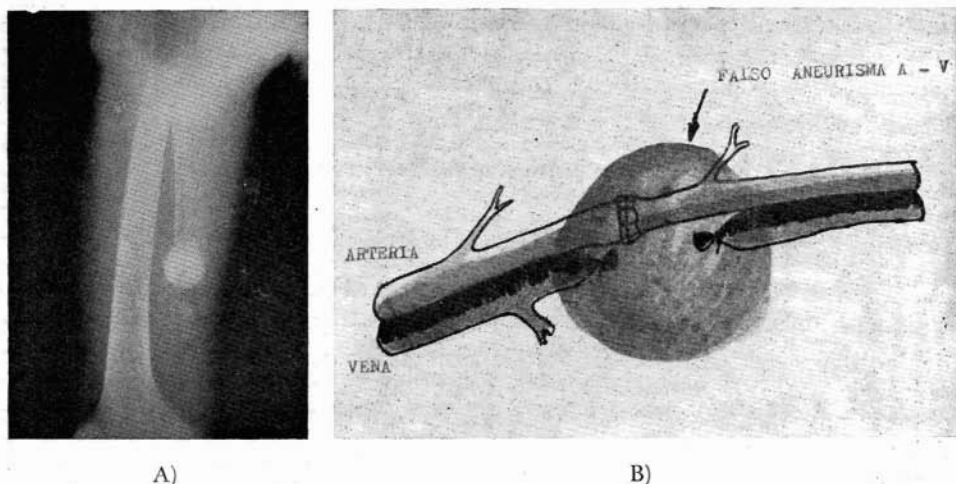 FALSO ANEURISMA A - V
ARTERIA
VENA
A)
B)